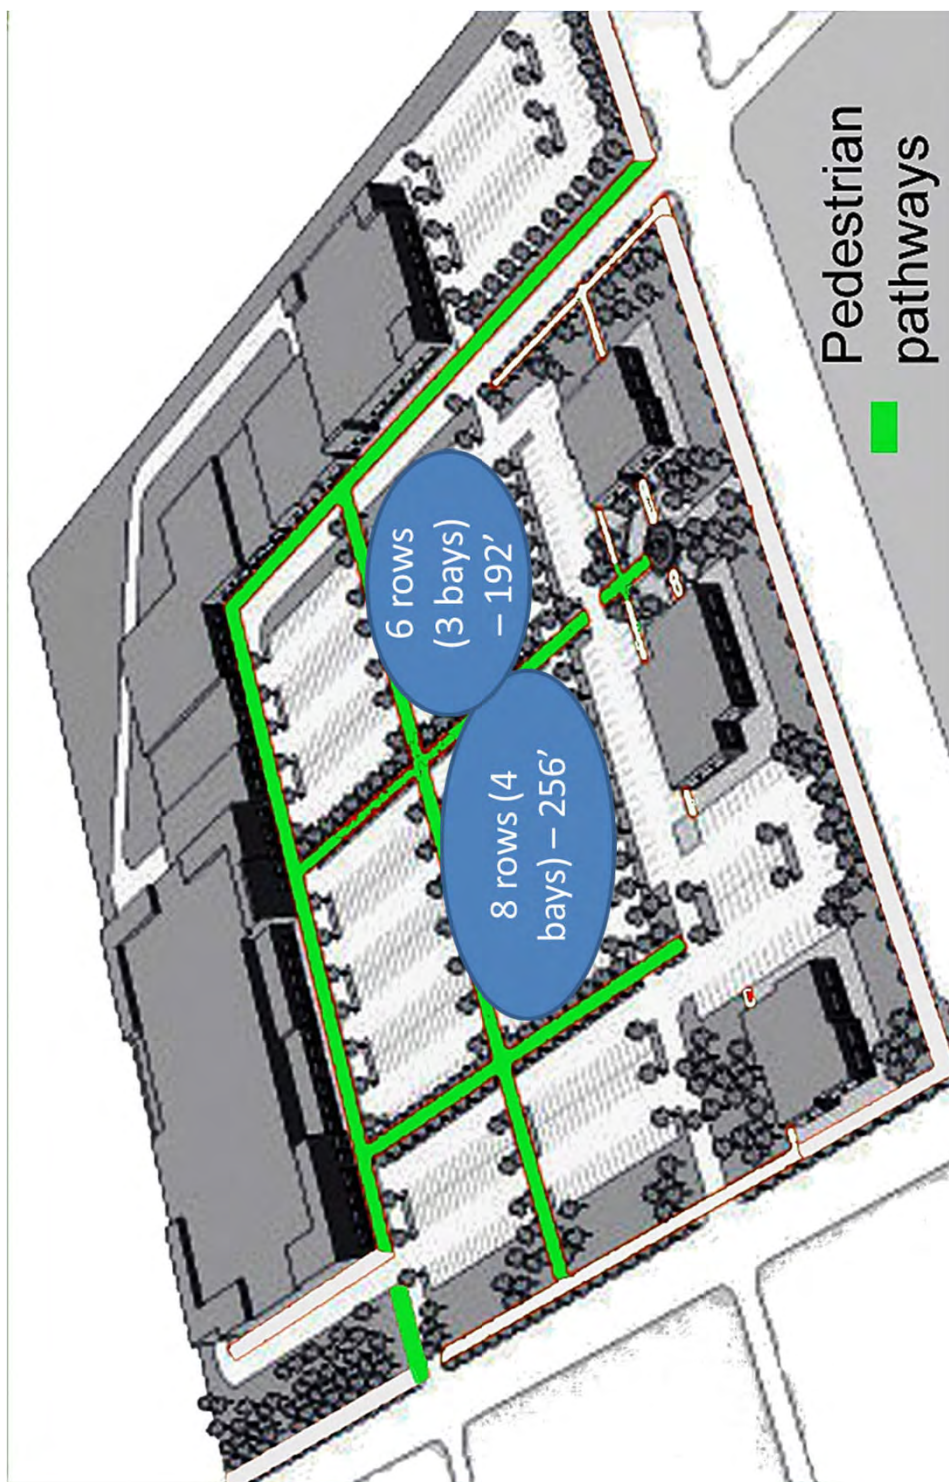 6 rows
(3 bays)
– 192’
8 rows (4
bays) – 256’
Pedestrian
pathways